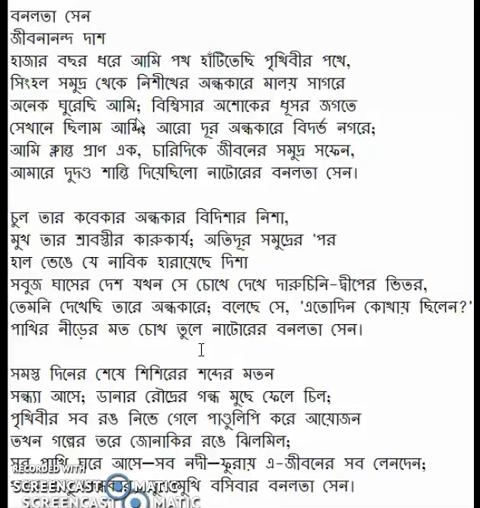 বনলতা সেন
জীবনানন্দ দাশ
হাজার বছর ধরে আমি পথ হাঁটিতেছি পৃথিবীর পথে,
সিংহল সমুদ্র থেকে নিশীথের অন্ধকারে মালয় সাগরে
অনেক ঘুরেছি আমি; বিম্বিসার অশোকের ধূসর জগতে
সেখানে ছিলাম আমি; আরো দূর অন্ধকারে বিদর্ভ নগরে;
আমি ক্লান্ত প্রাণ এক, চারিদিকে জীবনের সমুদ্র সফেন,
আমারে দুদণ্ড শান্তি দিয়েছিলো নাটোরের বনলতা সেন।
চুল তার কবেকার অন্ধকার বিদিশার নিশা,
মুখ তার শ্রাবস্তীর কারুকার্য; অতিদূর সমুদ্রের 'পর
হাল ভেঙে যে নাবিক হারায়েছে দিশা
সবুজ ঘাসের দেশ যখন সে চোখে দেখে দারুচিনি-দ্বীপের ভিতর,
তেমনি দেখেছি তারে অন্ধকারে; বলেছে সে, 'এতোদিন কোথায় ছিলেন?'
পাখির নীড়ের মত চোখ তুলে নাটোরের বনলতা সেন।
সমস্ত দিনের শেষে শিশিরের শব্দের মতন
সন্ধ্যা আসে; ডানার রৌদ্রের গন্ধ মুছে ফেলে চিল;
পৃথিবীর সব রঙ নিভে গেলে পাণ্ডুলিপি করে আয়োজন
তখন গল্পের তরে জোনাকির রঙে ঝিলমিল;
সব পাখি ঘরে আসে—সব নদী—ফুরায় এ-জীবনের সব লেনদেন;
বসিবার বনলতা সেন।
RECORDED WITH
SCREENCAST MATIC